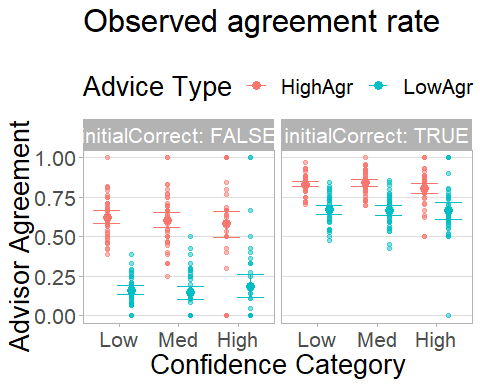 Observed agreement rate
Advice Type HighAgr LowAgr
initialCorrect: FALSE initialCorrect: TRUE
Advisor Agreement
1.00
0.75
0.50
0.25
0.00
Low Med High Low Med High
Confidence Category